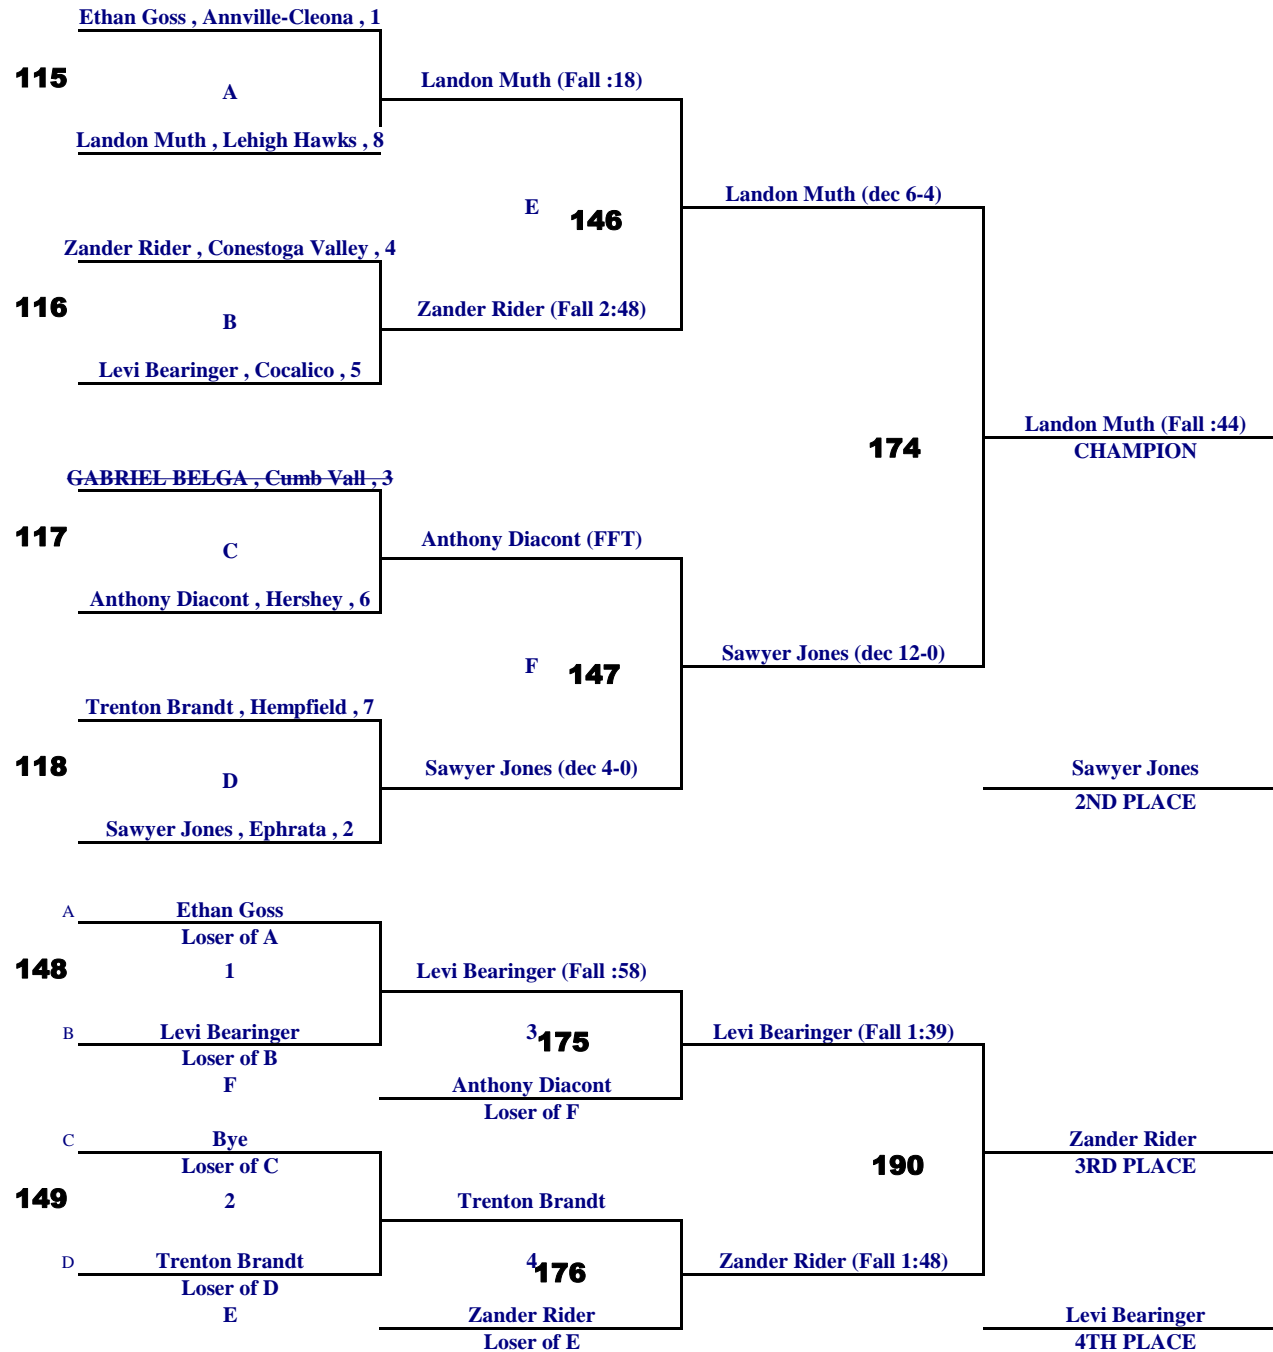 Ethan Goss , Annville-Cleona , 1
115
Landon Muth (Fall :18)
A
Landon Muth , Lehigh Hawks , 8
Landon Muth (dec 6-4)
E
146
Zander Rider , Conestoga Valley , 4
116
Zander Rider (Fall 2:48)
B
Levi Bearinger , Cocalico , 5
Landon Muth (Fall :44)
174
CHAMPION
GABRIEL BELGA , Cumb Vall , 3
117
Anthony Diacont (FFT)
C
Anthony Diacont , Hershey , 6
Sawyer Jones (dec 12-0)
F
147
Trenton Brandt , Hempfield , 7
118
Sawyer Jones (dec 4-0)
Sawyer Jones
D
2ND PLACE
Sawyer Jones , Ephrata , 2
A
Ethan Goss
Loser of A
148
1
Levi Bearinger (Fall :58)
B
Levi Bearinger
3
175
Levi Bearinger (Fall 1:39)
Loser of B
F
Anthony Diacont
Loser of F
C
Bye
Zander Rider
Loser of C
190
3RD PLACE
149
2
Trenton Brandt
D
Trenton Brandt
4
176
Zander Rider (Fall 1:48)
Loser of D
E
Zander Rider
Levi Bearinger
Loser of E
4TH PLACE